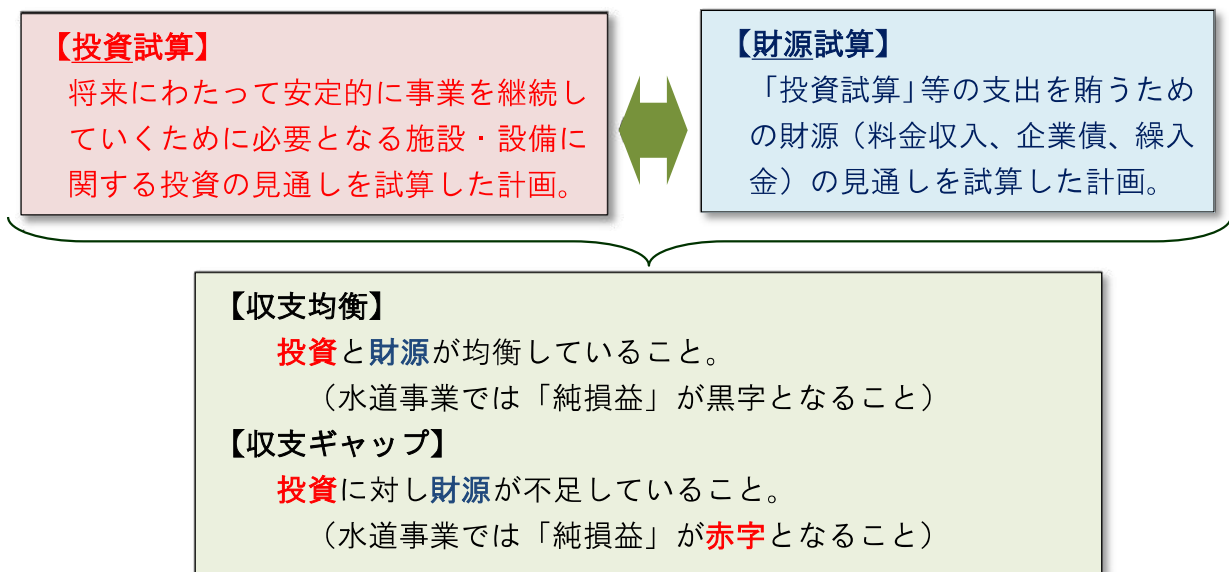 【投資試算】
将来にわたって安定的に事業を継続し
ていくために必要となる施設・設備に
関する投資の見通しを試算した計画。
【財源試算】
「投資試算」等の支出を賄うため
の財源（料金収入、企業債、繰入
金）の見通しを試算した計画。
【収支均衡】
投資と財源が均衡していること。
（水道事業では「純損益」が黒字となること）
【収支ギャップ】
投資に対し財源が不足していること。
（水道事業では「純損益」が赤字となること）